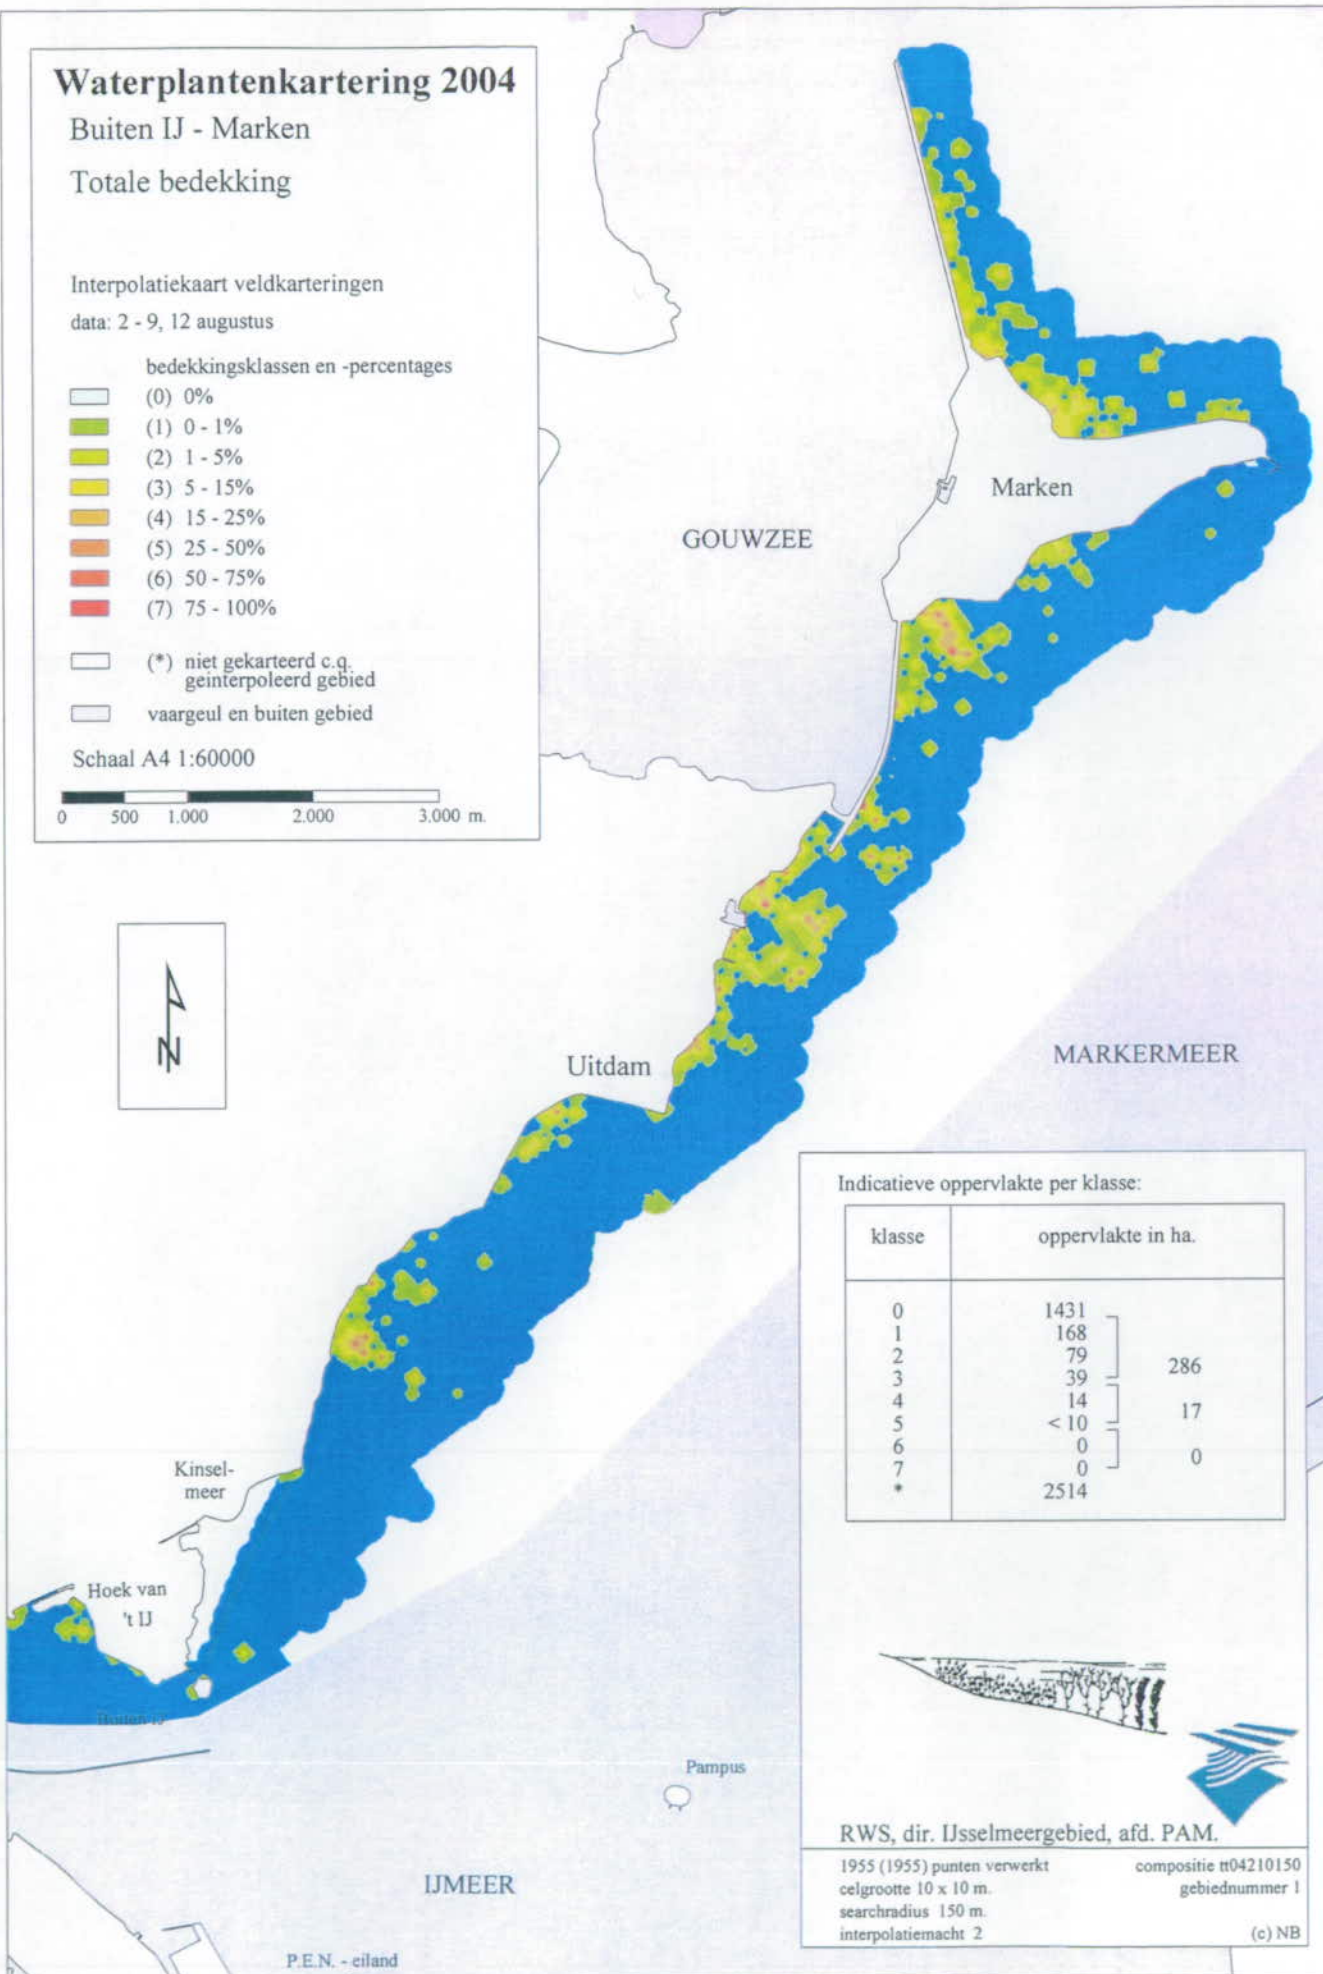 Waterplantenkartering 2004
Buiten IJ - Marken
Totale bedekking
Interpolatiekaart veldkarteringen
data: 2 - 9, 12 augustus
bedekkingsklassen en -percentages
(0) 0%
(1) 0 - 1%
(2) 1 - 5%
(3) 5 - 15%
(4) 15 - 25%
(5) 25 - 50%
(6) 50 - 75%
(7) 75 - 100%
(*) niet gekarteerd c.q.
geinterpoleerd gebied
vaargeul en buiten gebied
Schaal A4 1:60000
0 500 1.000 2.000 3.000 m.
N
Marken
GOUWZEE
Uitdam
MARKERMEER
Kinsel-
meer
Hoek van
't IJ
Buiten IJ
Pampus
IJMEER
P.E.N. - eiland
Indicatieve oppervlakte per klasse:
klasse oppervlakte in ha.
0 1431
1 168
2 79
286
3 39
4 14
17
5 < 10
6 0
0
7 0
* 2514
RWS, dir. IJsselmeergebied, afd. PAM.
1955 (1955) punten verwerkt compositie tt04210150
celgrootte 10 x 10 m. gebiednummer 1
searchradius 150 m.
interpolatiemacht 2 (c) NB